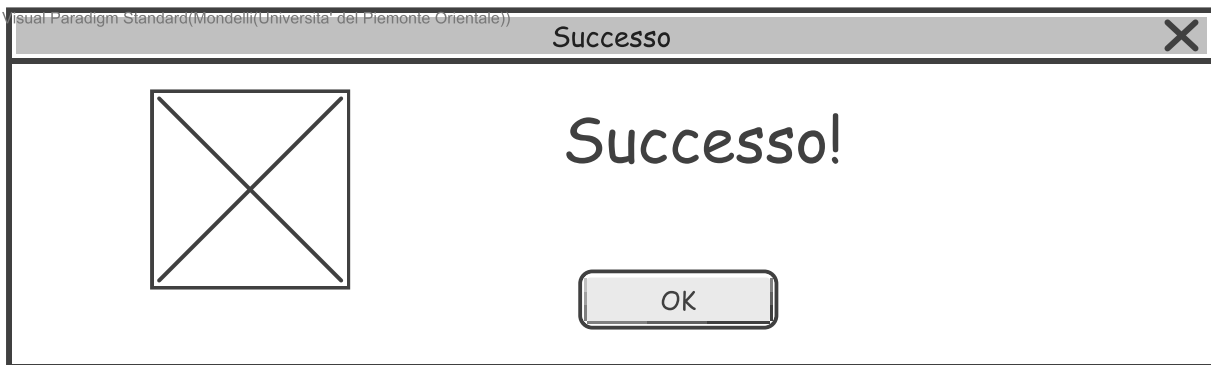 Visual Paradigm Standard(Mondelli(Universita' del Piemonte Orientale))
Successo
Successo!
OK